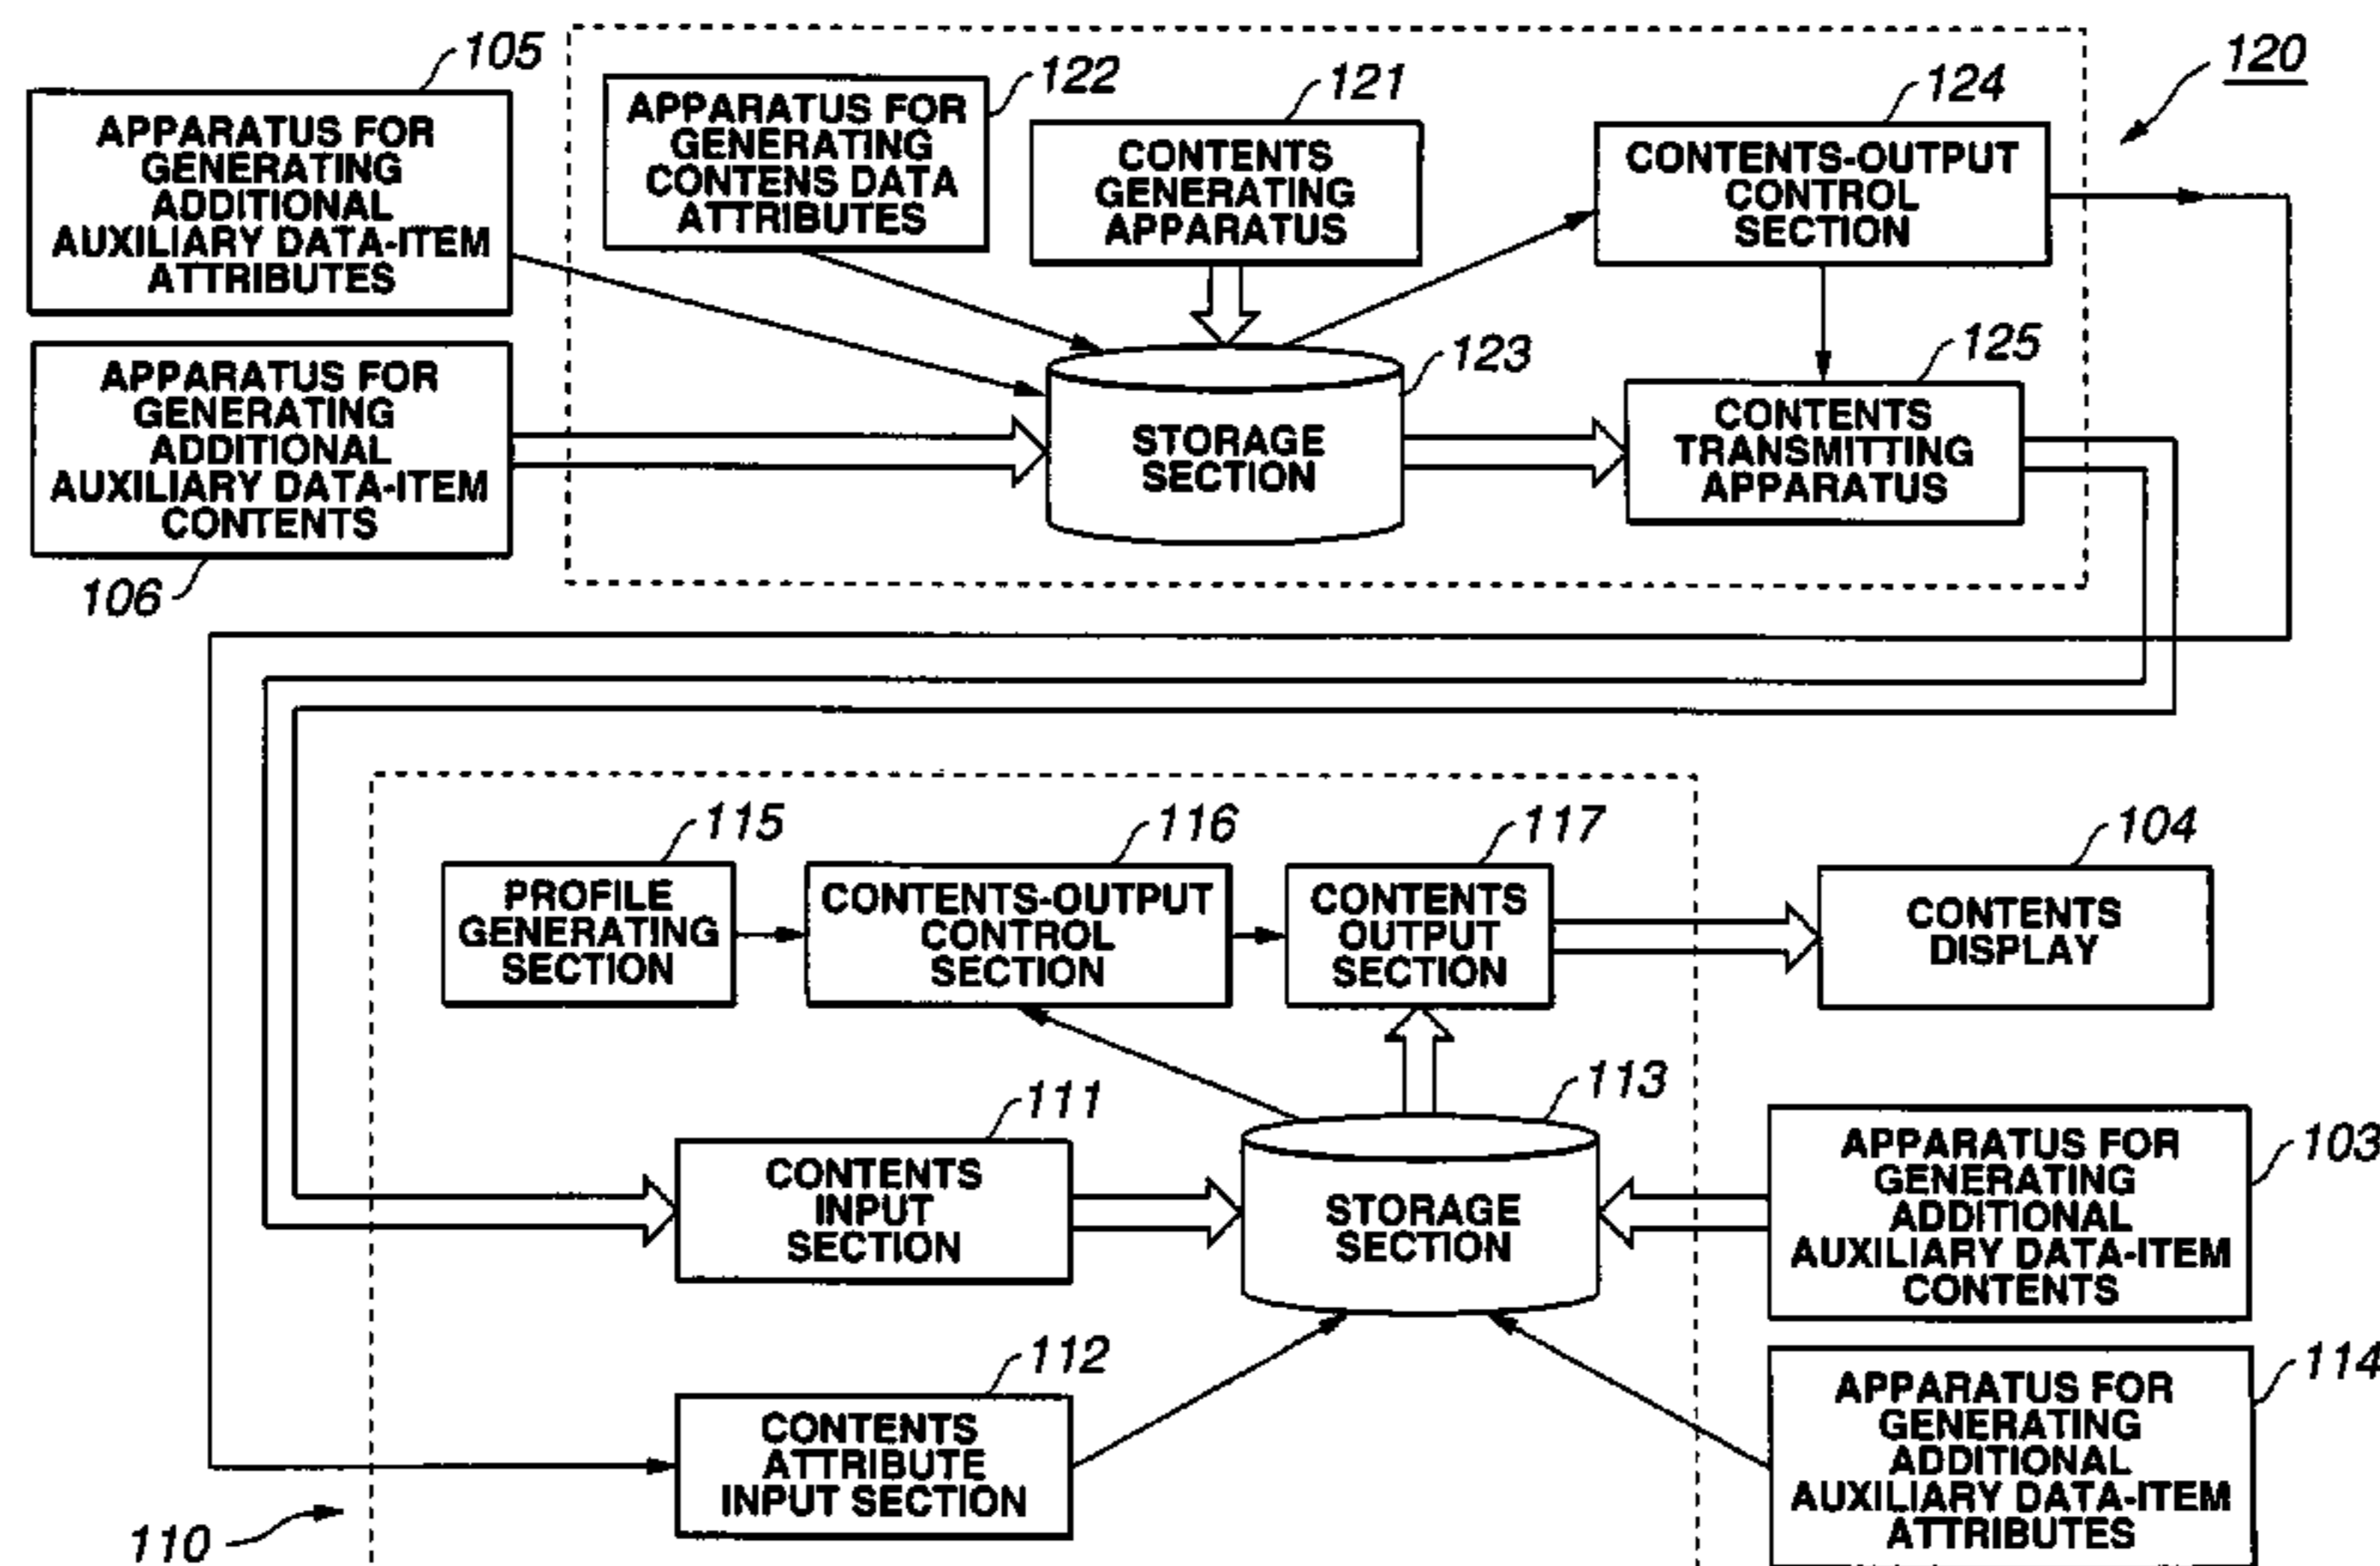 105
APPARATUS FOR
GENERATING
ADDITIONAL
AUXILIARY DATA-ITEM
ATTRIBUTES
122
APPARATUS FOR
GENERATING
CONTENS DATA
ATTRIBUTES
121
CONTENTS
GENERATING
APPARATUS
124
CONTENTS-OUTPUT
CONTROL
SECTION
120
106
APPARATUS FOR
GENERATING
ADDITIONAL
AUXILIARY DATA-ITEM
CONTENTS
123
STORAGE
SECTION
125
CONTENTS
TRANSMITTING
APPARATUS
115
PROFILE
GENERATING
SECTION
116
CONTENTS-OUTPUT
CONTROL
SECTION
117
CONTENTS
OUTPUT
SECTION
104
CONTENTS
DISPLAY
111
CONTENTS
INPUT
SECTION
113
STORAGE
SECTION
103
APPARATUS FOR
GENERATING
ADDITIONAL
AUXILIARY DATA-ITEM
CONTENTS
112
CONTENTS
ATTRIBUTE
INPUT SECTION
114
APPARATUS FOR
GENERATING
ADDITIONAL
AUXILIARY DATA-ITEM
ATTRIBUTES
110